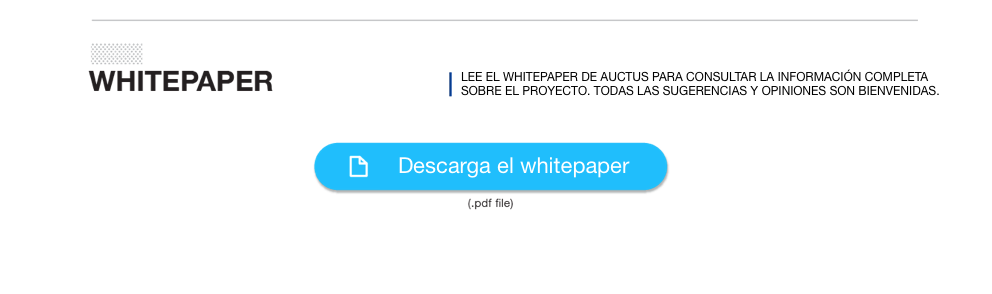 WHITEPAPER
LEE EL WHITEPAPER DE AUCTUS PARA CONSULTAR LA INFORMACIÓN COMPLETA
SOBRE EL PROYECTO. TODAS LAS SUGERENCIAS Y OPINIONES SON BIENVENIDAS.
Descarga el whitepaper
(.pdf file)